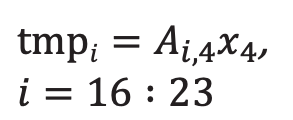 tmpᵢ = Aᵢ,₄x₄,
i = 16 : 23